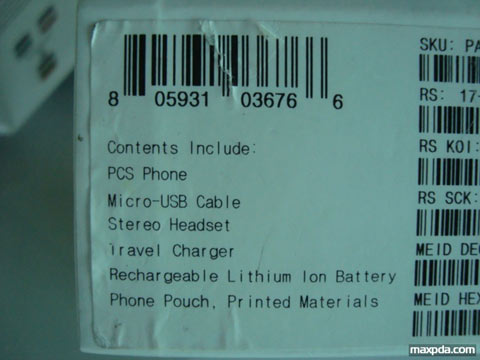 8 05931 03676 6
Contents Include:
PCS Phone
Micro-USB Cable
Stereo Headset
Travel Charger
Rechargeable Lithium Ion Battery
Phone Pouch, Printed Materials
SKU: PA
RS: 17-
RS KOI:
RS SCK:
MEID DE
MEID HEX
maxpda.com